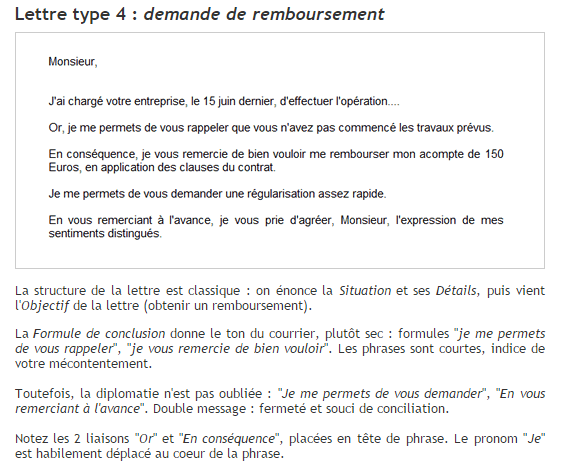 Lettre type 4 : demande de remboursement
Monsieur,
J'ai chargé votre entreprise, le 15 juin dernier, d'effectuer l'opération....
Or, je me permets de vous rappeler que vous n'avez pas commencé les travaux prévus.
En conséquence, je vous remercie de bien vouloir me rembourser mon acompte de 150
Euros, en application des clauses du contrat.
Je me permets de vous demander une régularisation assez rapide.
En vous remerciant à l'avance, je vous prie d'agréer, Monsieur, l'expression de mes
sentiments distingués.
La structure de la lettre est classique : on énonce la Situation et ses Détails, puis vient
l'Objectif de la lettre (obtenir un remboursement).
La Formule de conclusion donne le ton du courrier, plutôt sec : formules "je me permets
de vous rappeler", "je vous remercie de bien vouloir". Les phrases sont courtes, indice de
votre mécontentement.
Toutefois, la diplomatie n'est pas oubliée : "Je me permets de vous demander", "En vous
remerciant à l'avance". Double message : fermeté et souci de conciliation.
Notez les 2 liaisons "Or" et "En conséquence", placées en tête de phrase. Le pronom "Je"
est habilement déplacé au coeur de la phrase.